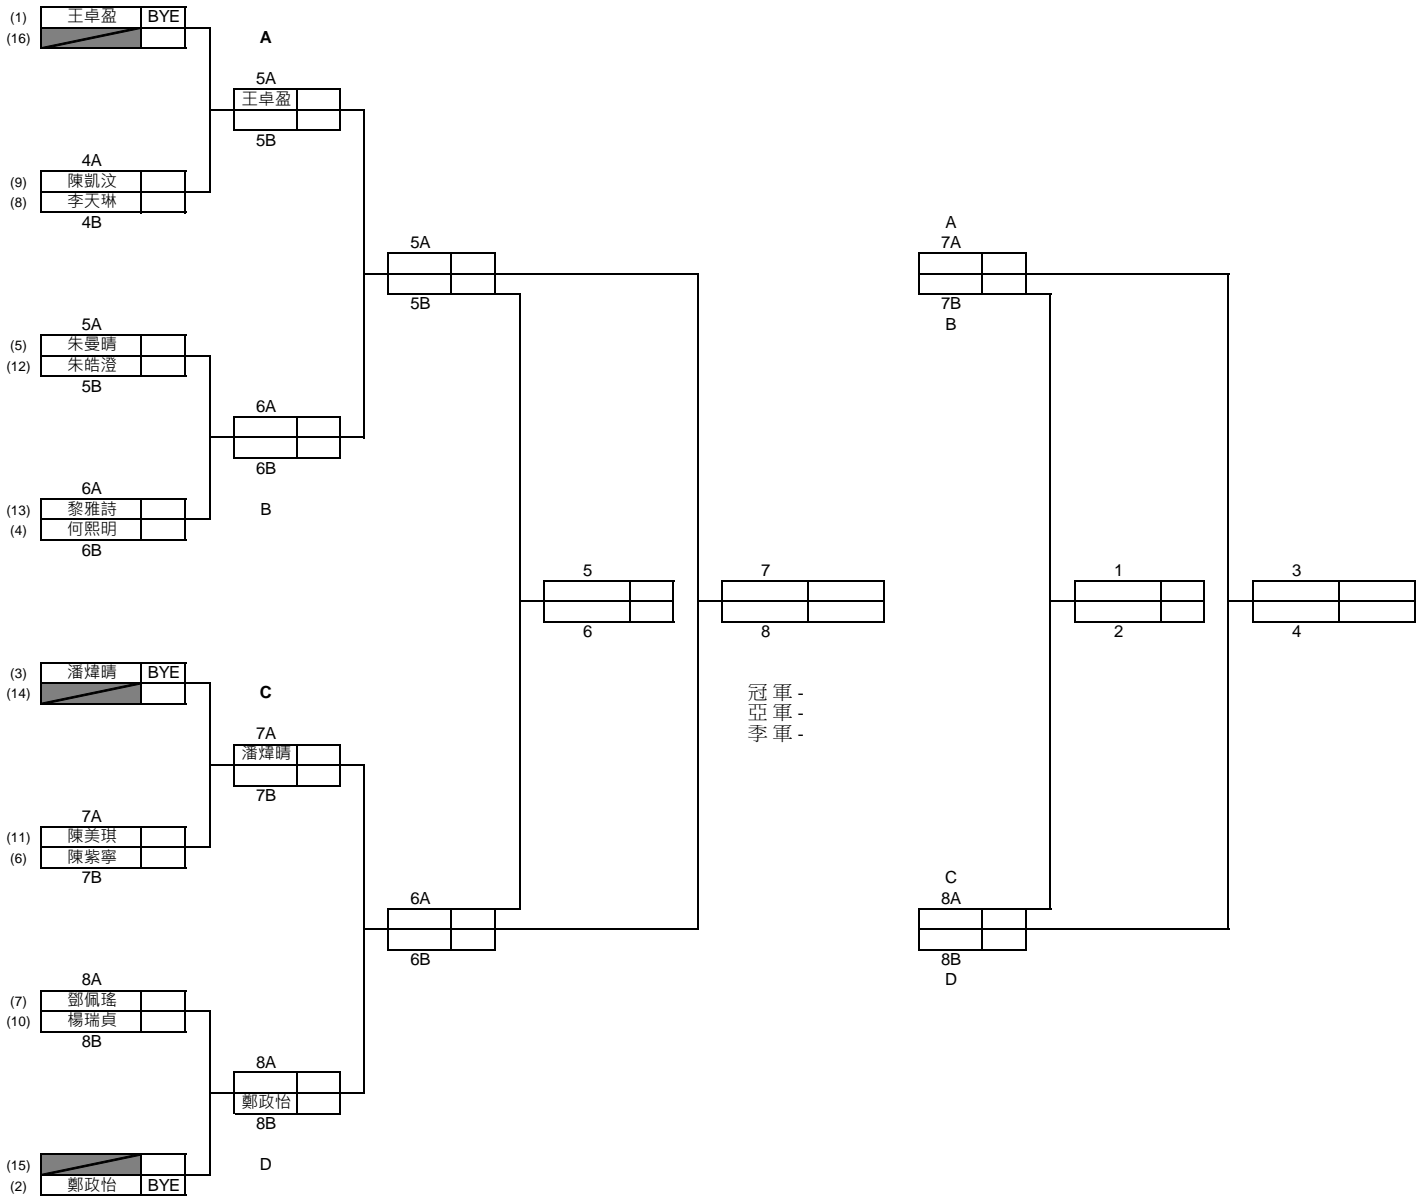 (1) 王卓盈 BYE
(16) A
5A
王卓盈
5B
4A
(9) 陳凱汶
(8) 李天琳
4B A
5A 7A
5B 7B
5A B
(5) 朱曼晴
(12) 朱皓澄
5B
6A
6B
6A
(13) 黎雅詩 B
(4) 何熙明
6B
5 7 1 3
6 8 2 4
(3) 潘煒晴 BYE
(14) C 冠 軍 -
亞 軍 -
7A 季 軍 -
潘煒晴
7B
7A
(11) 陳美琪
(6) 陳紫寧
7B C
6A 8A
6B 8B
8A D
(7) 鄧佩瑤
(10) 楊瑞貞
8B
8A
鄭政怡
8B
(15) D
(2) 鄭政怡 BYE